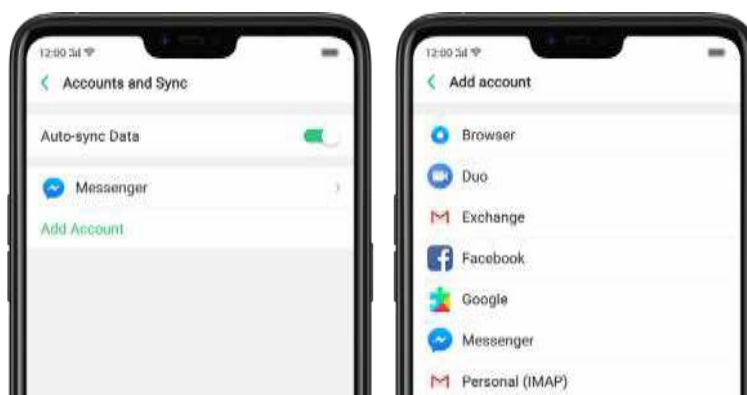 12:00
Accounts and Sync
Auto-sync Data
Messenger
Add Account
12:00
Add account
Browser
Duo
Exchange
Facebook
Google
Messenger
Personal (IMAP)